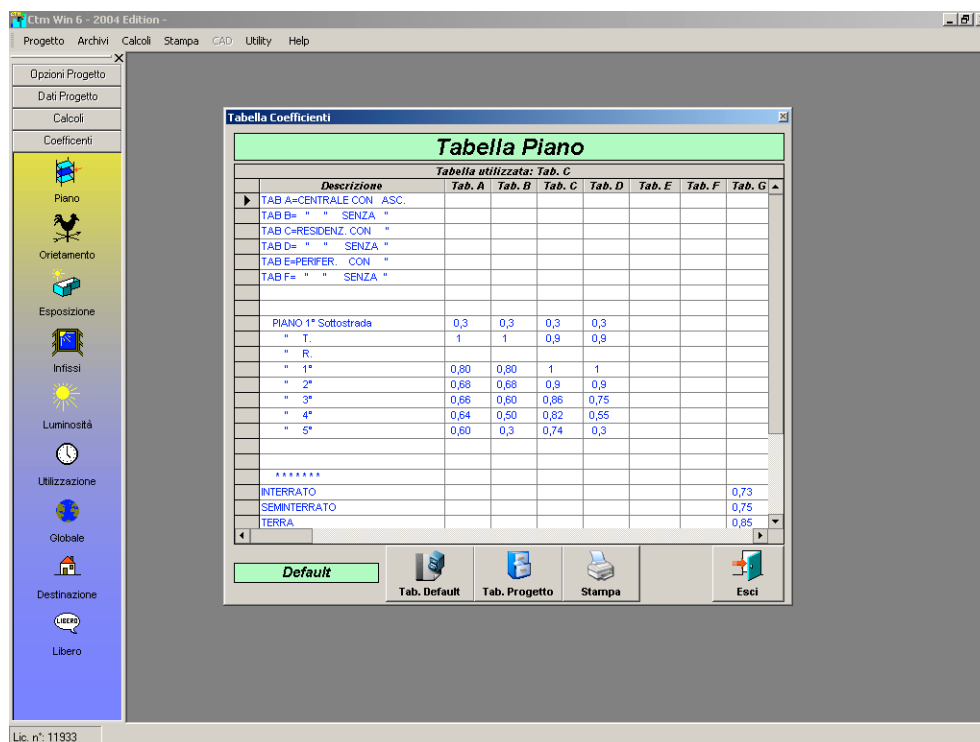 Ctm Win 6 - 2004 Edition -
Progetto Archivi Calcoli Stampa CAD Utility Help
Opzioni Progetto
Dati Progetto
Calcoli
Coefficenti
Piano
Orietamento
Esposizione
Infissi
Luminosità
Utilizzazione
Globale
Destinazione
LIBERO
Libero
Tabella Coefficienti
Tabella Piano
Tabella utilizzata: Tab. C
Descrizione Tab. A Tab. B Tab. C Tab. D Tab. E Tab. F Tab. G
TAB A=CENTRALE CON ASC.
TAB B= " " SENZA "
TAB C=RESIDENZ. CON "
TAB D= " " SENZA "
TAB E=PERIFER. CON "
TAB F= " " SENZA "
PIANO 1° Sottostrada 0,3 0,3 0,3 0,3
" T. 1 1 0,9 0,9
" R.
" 1° 0,80 0,80 1 1
" 2° 0,68 0,68 0,9 0,9
" 3° 0,66 0,60 0,86 0,75
" 4° 0,64 0,50 0,82 0,55
" 5° 0,60 0,3 0,74 0,3
*******
INTERRATO 0,73
SEMINTERRATO 0,75
TERRA 0,85
Default
Tab. Default Tab. Progetto Stampa Esci
Lic. n°: 11933